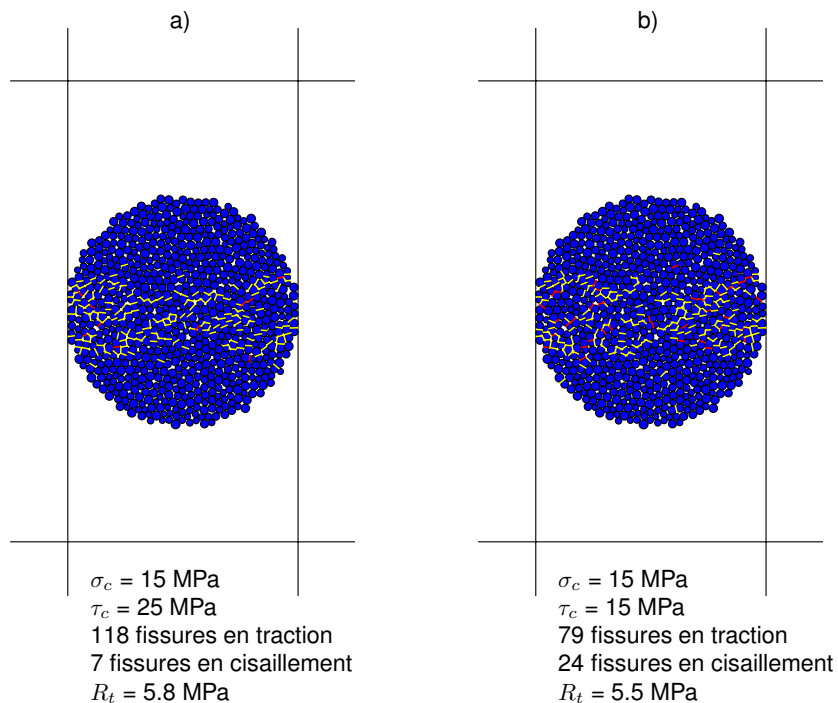 a)
b)
σc = 15 MPa
τc = 25 MPa
118 fissures en traction
7 fissures en cisaillement
Rt = 5.8 MPa
σc = 15 MPa
τc = 15 MPa
79 fissures en traction
24 fissures en cisaillement
Rt = 5.5 MPa